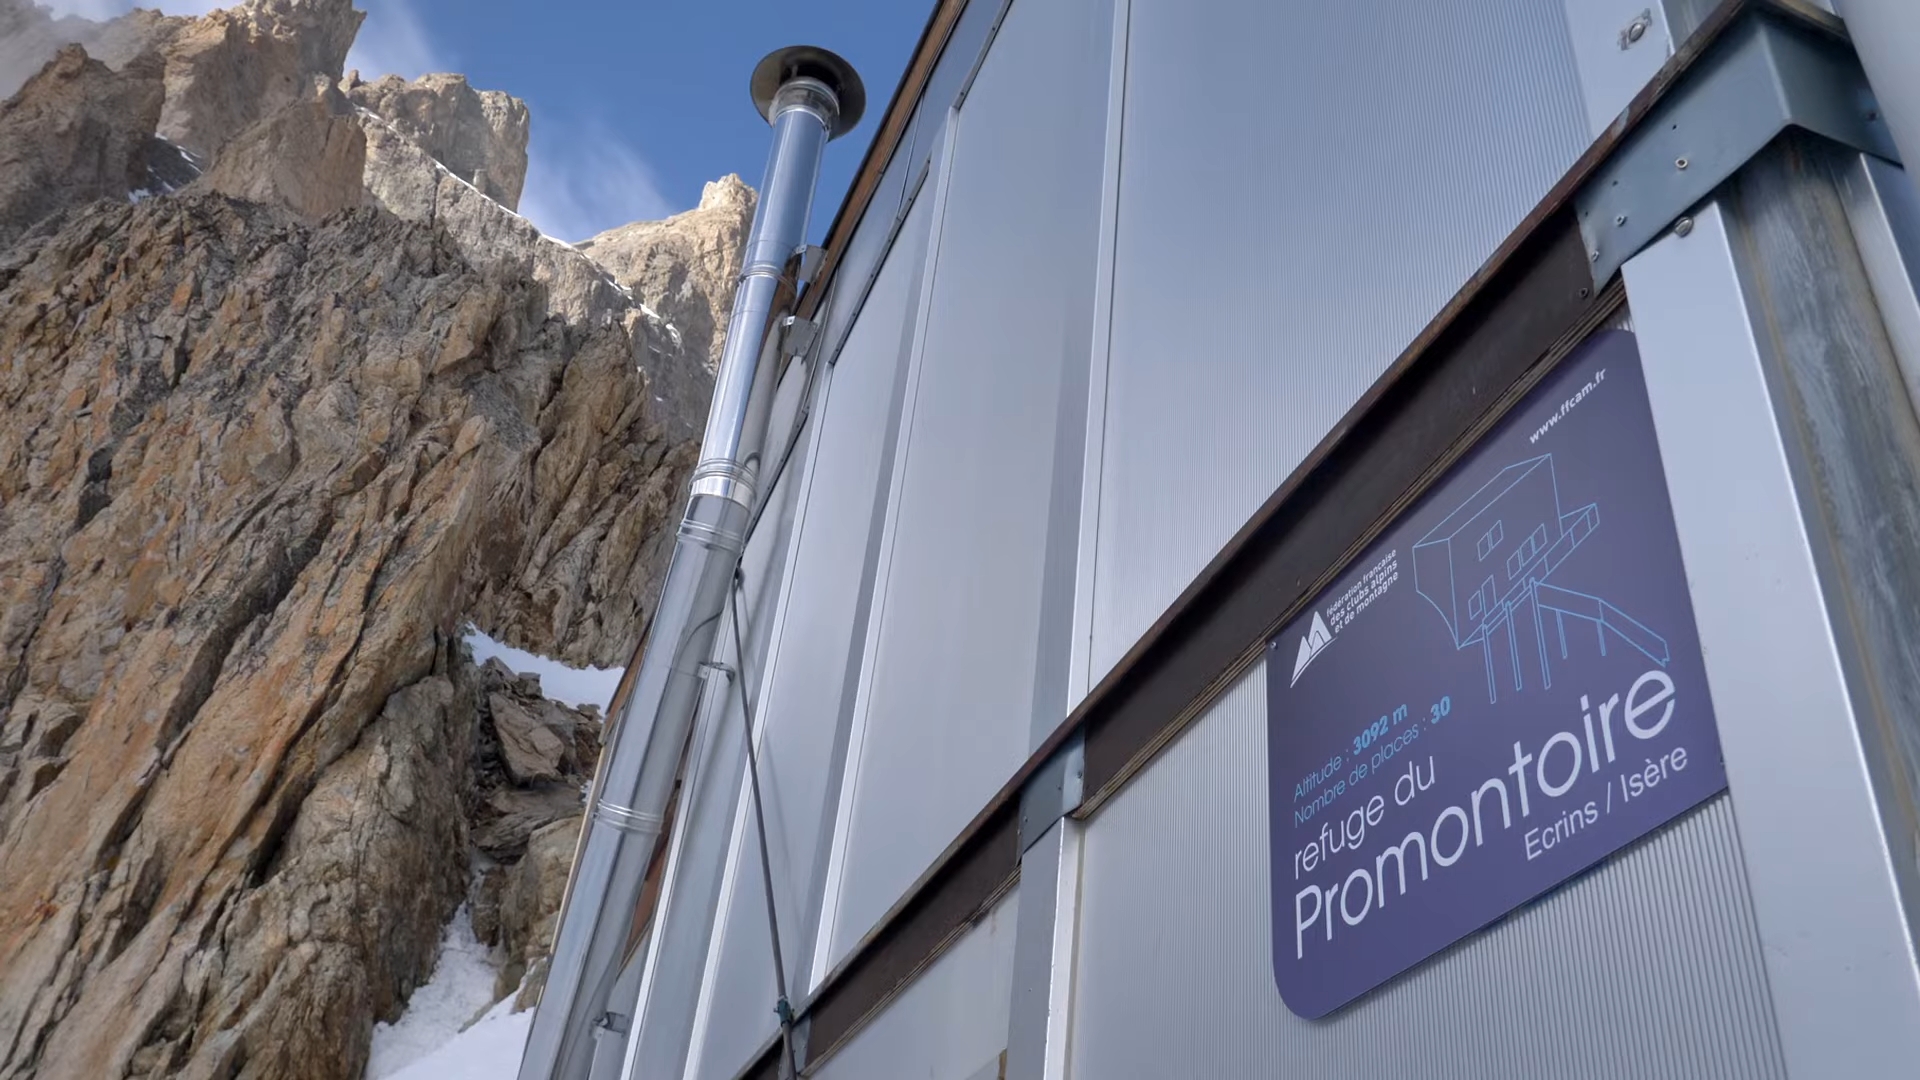 www.ffcam.fr
fédération française
des clubs alpins
et de montagne
Altitude : 3092 m
Nombre de places : 30
refuge du
Promontoire
Ecrins / Isère